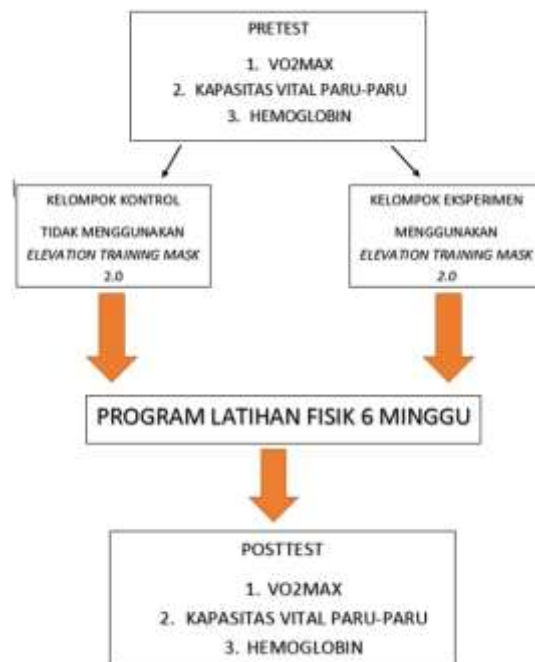 PRETEST
1. VO2MAX
2. KAPASITAS VITAL PARU-PARU
3. HEMOGLOBIN
KELOMPOK KONTROL
TIDAK MENGGUNAKAN
ELEVATION TRAINING MASK
2.0
KELOMPOK EKSPERIMEN
MENGGUNAKAN
ELEVATION TRAINING MASK
2.0
PROGRAM LATIHAN FISIK 6 MINGGU
POSTTEST
1. VO2MAX
2. KAPASITAS VITAL PARU-PARU
3. HEMOGLOBIN